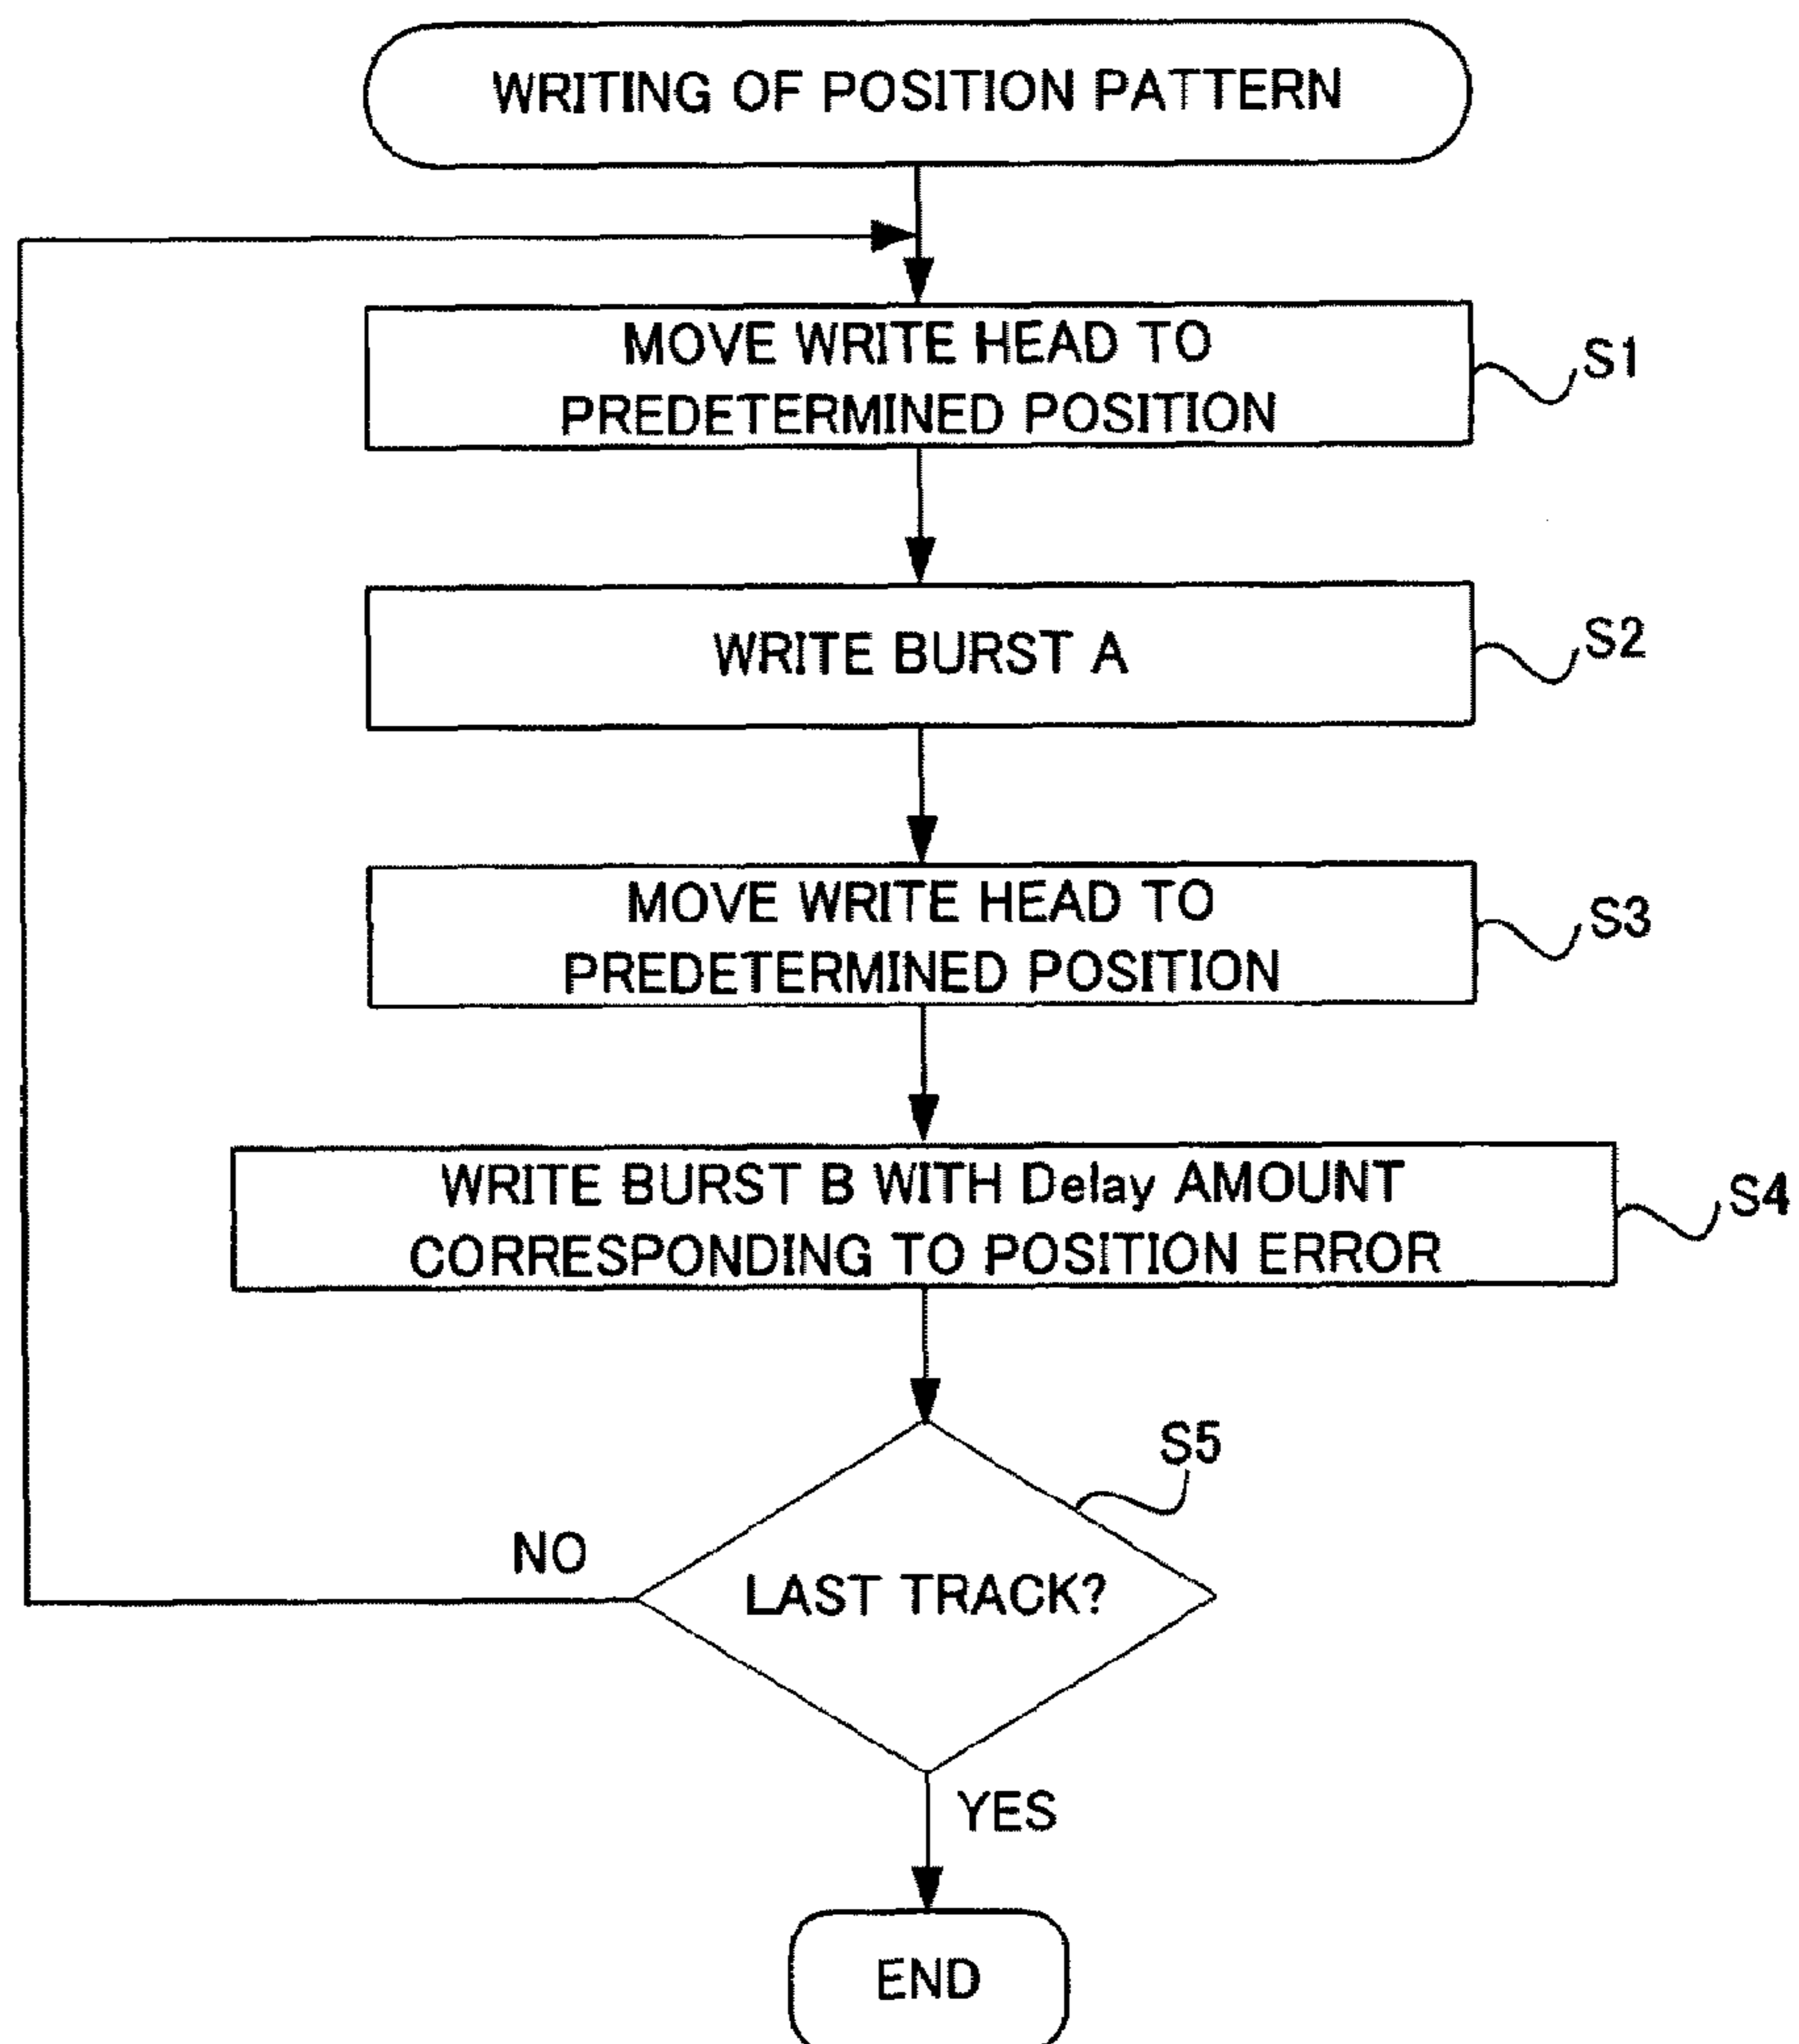 WRITING OF POSITION PATTERN
MOVE WRITE HEAD TO
PREDETERMINED POSITION
S1
WRITE BURST A
S2
MOVE WRITE HEAD TO
PREDETERMINED POSITION
S3
WRITE BURST B WITH Delay AMOUNT
CORRESPONDING TO POSITION ERROR
S4
S5
NO
LAST TRACK?
YES
END